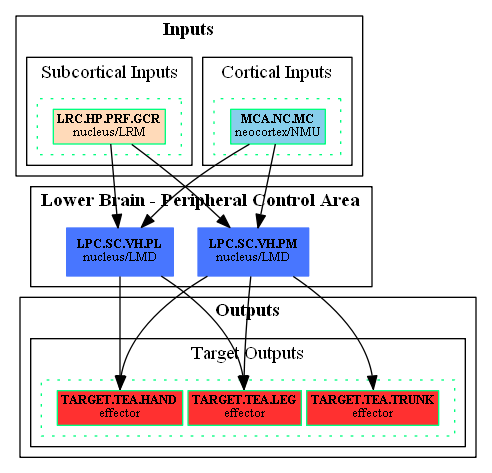 Inputs
Subcortical Inputs
Cortical Inputs
LRC.HP.PRF.GCR
nucleus/LRM
MCA.NC.MC
neocortex/NMU
Lower Brain - Peripheral Control Area
LPC.SC.VH.PL
nucleus/LMD
LPC.SC.VH.PM
nucleus/LMD
Outputs
Target Outputs
TARGET.TEA.HAND
effector
TARGET.TEA.LEG
effector
TARGET.TEA.TRUNK
effector